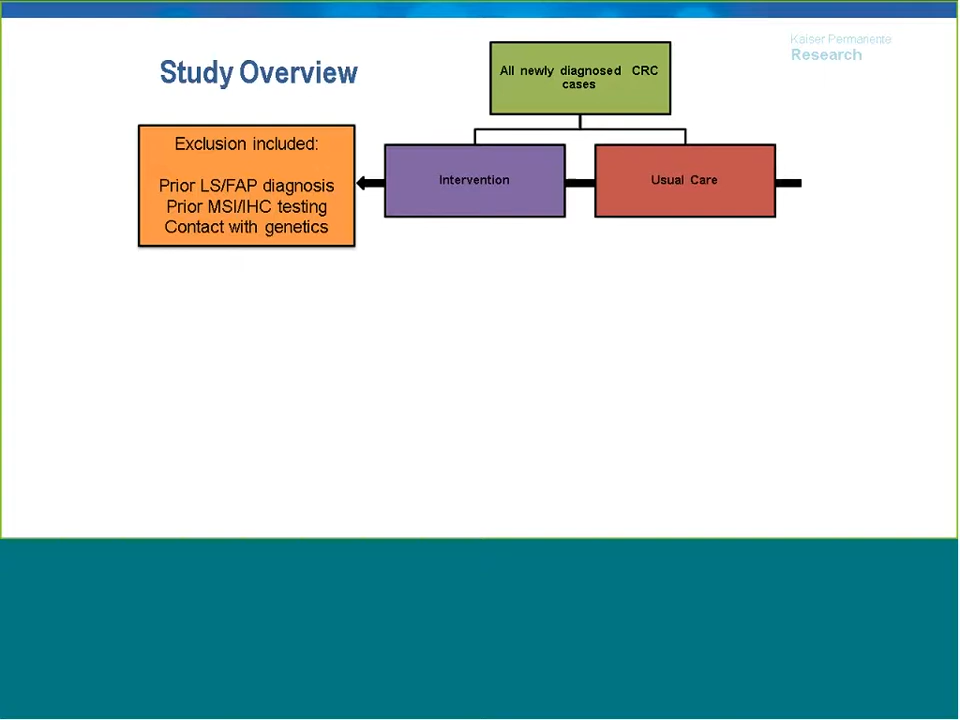 Kaiser Permanente
Research
Study Overview
All newly diagnosed CRC
cases
Exclusion included:
Prior LS/FAP diagnosis
Prior MSI/IHC testing
Contact with genetics
Intervention
Usual Care